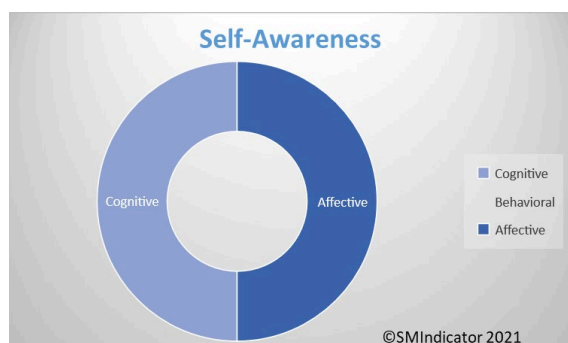 Self-Awareness
Cognitive
Affective
Cognitive
Behavioral
Affective
©SMIndicator 2021